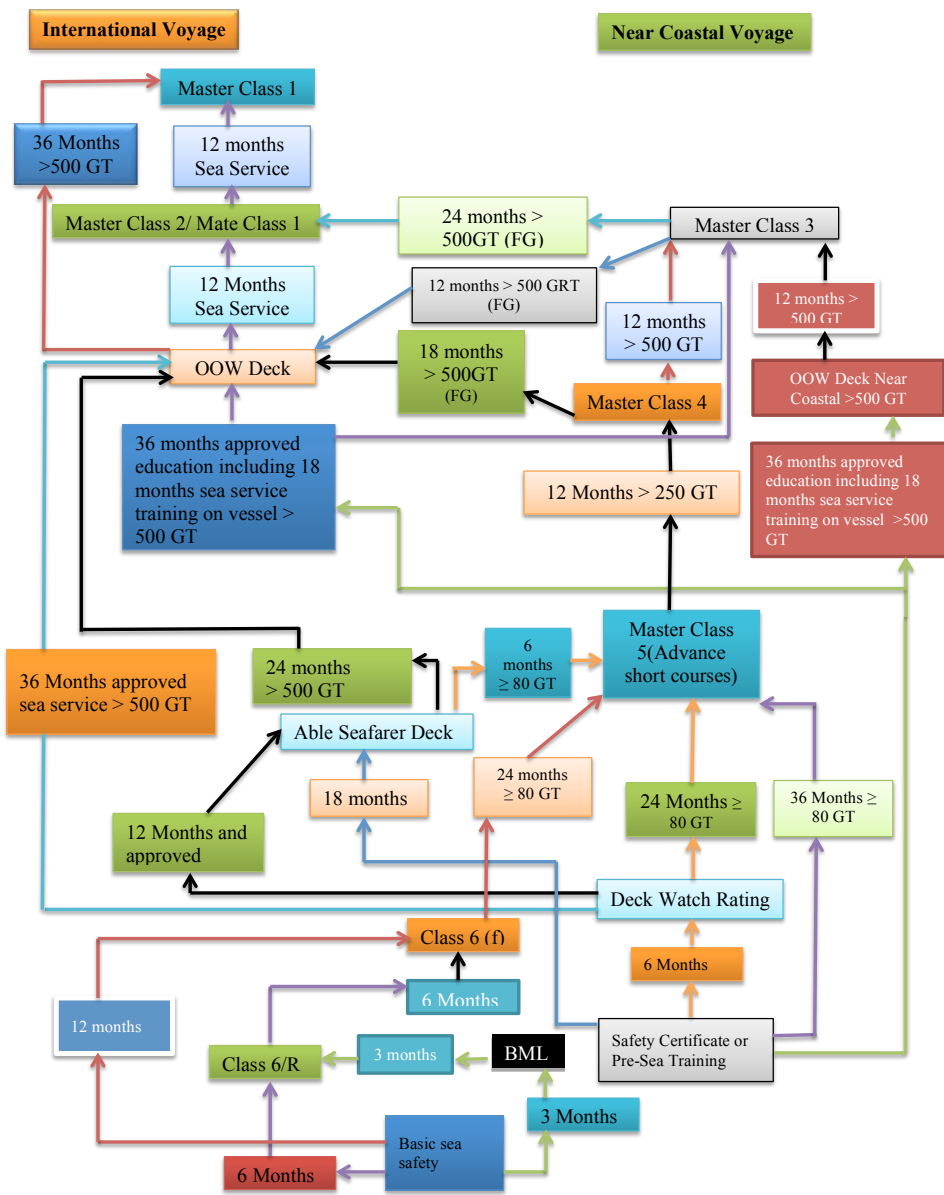 International Voyage
Near Coastal Voyage
Master Class 1
36 Months
>500 GT
12 months
Sea Service
Master Class 2/ Mate Class 1
24 months >
500GT (FG)
Master Class 3
12 Months
Sea Service
12 months > 500 GRT
(FG)
12 months
> 500 GT
12 months >
500 GT
OOW Deck
18 months
> 500GT
(FG)
Master Class 4
OOW Deck Near
Coastal >500 GT
36 months approved
education including 18
months sea service
training on vessel >
500 GT
12 Months > 250 GT
36 months approved
education including 18
months sea service
training on vessel >500
GT
36 Months approved
sea service > 500 GT
24 months
> 500 GT
6
months
≥ 80 GT
Master Class
5(Advance
short courses)
Able Seafarer Deck
18 months
24 months
≥ 80 GT
24 Months ≥
80 GT
36 Months ≥
80 GT
12 Months and
approved
Deck Watch Rating
Class 6 (f)
6 Months
6 Months
12 months
Class 6/R
3 months
BML
Safety Certificate or
Pre-Sea Training
3 Months
Basic sea
safety
6 Months